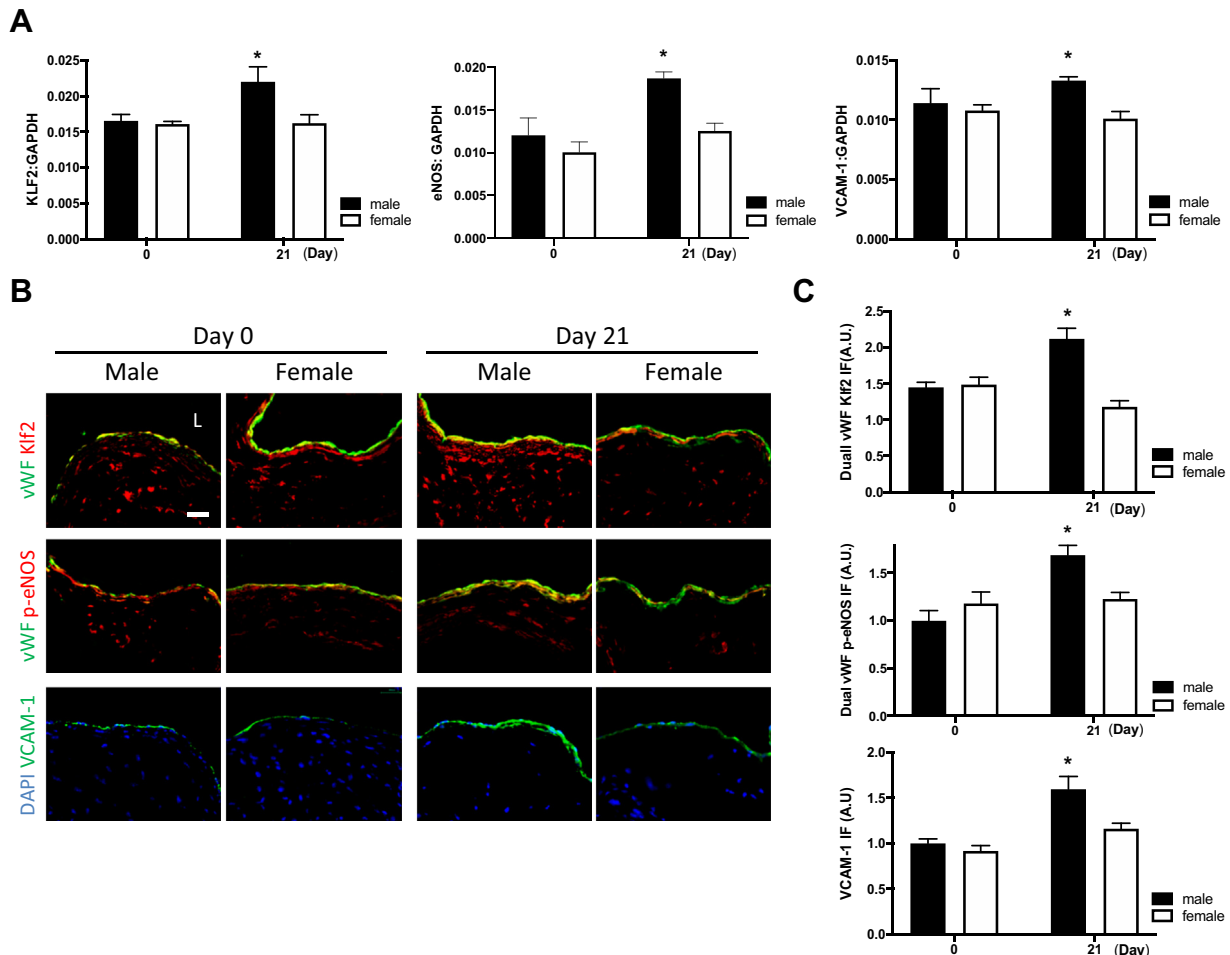 A
KLF2:GAPDH
0.025
0.020
0.015
0.010
0.005
0.000
*
0
21
(Day)
male
female
eNOS: GAPDH
0.020
0.015
0.010
0.005
0.000
*
0
21
(Day)
male
female
VCAM-1:GAPDH
0.015
0.010
0.005
0.000
*
0
21
(Day)
male
female
B
Day 0
Day 21
Male
Female
Male
Female
vWF Klf2
L
vWF p-eNOS
DAPI VCAM-1
C
Duall vWF Klf2 IF(A.U.)
2.5
2.0
1.5
1.0
0.5
0.0
*
0
21
(Day)
male
female
Dual vWF p-eNOS IF (A.U.)
1.5
1.0
0.5
0.0
*
0
21
(Day)
male
female
VCAM-1 IF (A.U)
2.0
1.5
1.0
0.5
0.0
*
0
21
(Day)
male
female